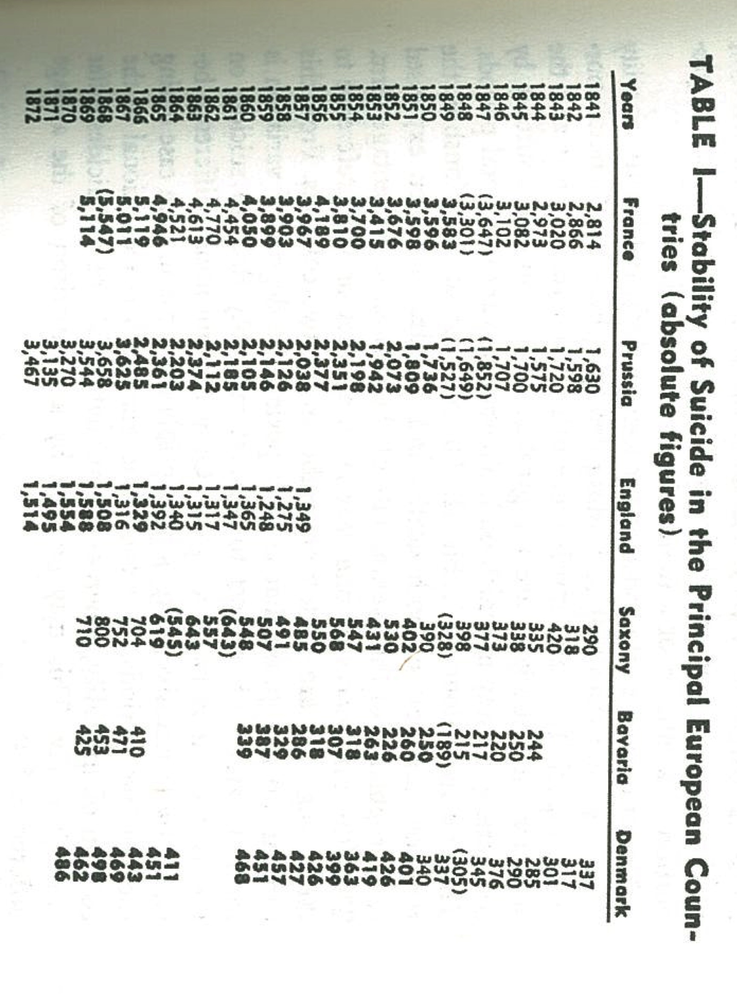 TABLE I—Stability of Suicide in the Principal European Coun-
tries (absolute figures)
Years France Prussia England Saxony Bavaria Denmark
1841 2,814 1,630 290 337
1842 2,866 1,598 318 317
1843 3,020 1,720 420 301
1844 2,973 1,575 335 244 285
1845 3,082 1,700 338 250 290
1846 3,102 1,707 373 220 376
1847 (3,647) (1,852) 377 217 345
1848 (3,301) (1,649) 398 215 (305)
1849 3,583 (1,527) (328) (189) 337
1850 3,596 1,736 390 250 340
1851 3,598 1,809 402 260 401
1852 3,676 2,073 530 226 426
1853 3,415 1,942 431 263 419
1854 3,700 2,198 547 318 363
1855 3,810 2,351 568 307 399
1856 4,189 2,377 550 318 426
1857 3,967 2,038 1,349 485 286 427
1858 3,903 2,126 1,275 491 329 457
1859 3,899 2,146 1,248 507 387 451
1860 4,050 2,105 1,365 548 339 468
1861 4,454 2,185 1,347 (643)
1862 4,770 2,112 1,317 557
1863 4,613 2,374 1,315 643
1864 4,521 2,203 1,340 (545) 411
1865 4,946 2,361 1,392 619 451
1866 5,119 2,485 1,329 704 410 443
1867 5.011 3,625 1,316 752 471 469
1868 (5,547) 3,658 1,508 800 453 498
1869 5,114 3,544 1,588 710 425 462
1870 3,270 1,554 486
1871 3,135 1,495
1872 3,467 1,514